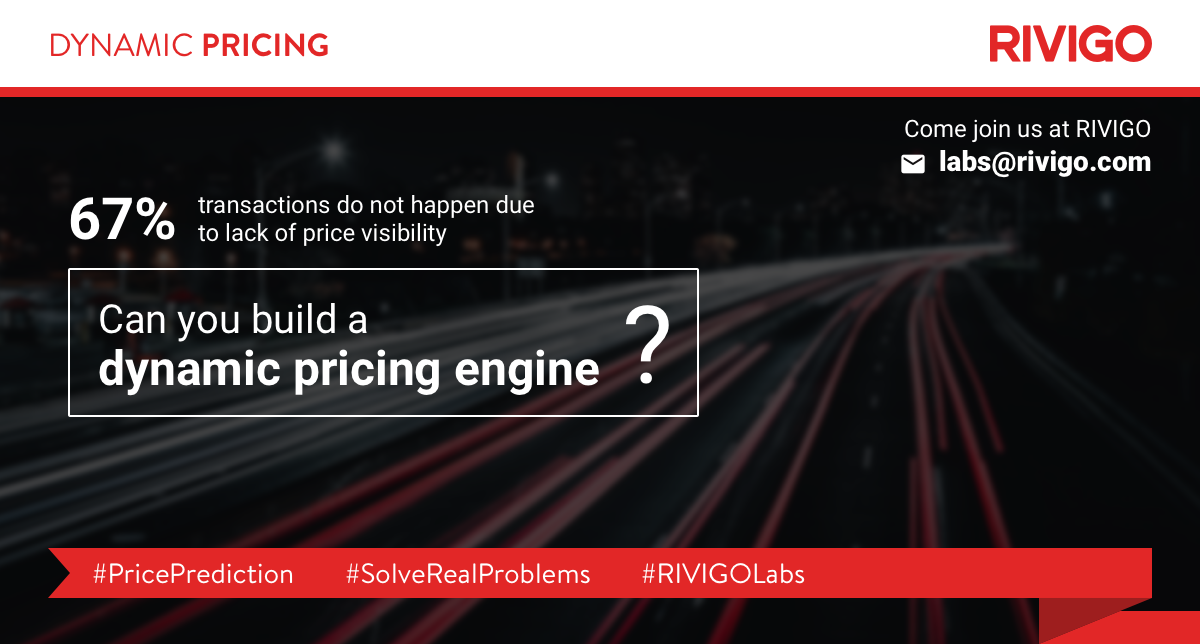 DYNAMIC PRICING
RIVIGO
Come join us at RIVIGO
labs@rivigo.com
67% transactions do not happen due
to lack of price visibility
Can you build a
dynamic pricing engine
?
#PricePrediction #SolveRealProblems #RIVIGOLabs